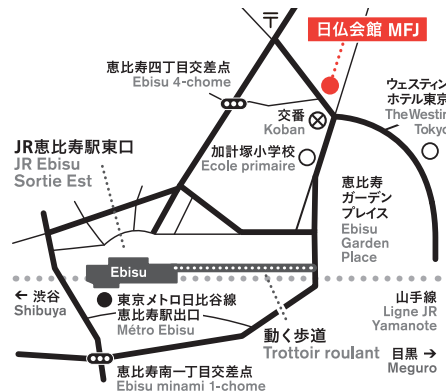 〒
日仏会館 MFJ
恵比寿四丁目交差点
Ebisu 4-chome
ウェスティン
ホテル東京
The Westin
Tokyo
交番
Koban
JR恵比寿駅東口
JR Ebisu
Sortie Est
加計塚小学校
Ecole primaire
恵比寿
ガーデン
プレイス
Ebisu
Garden
Place
Ebisu
← 渋谷
Shibuya
東京メトロ日比谷線
恵比寿駅出口
Métro Ebisu
動く歩道
Trottoir roulant
山手線
Ligne JR
Yamanote
目黒 →
Meguro
恵比寿南一丁目交差点
Ebisu minami 1-chome